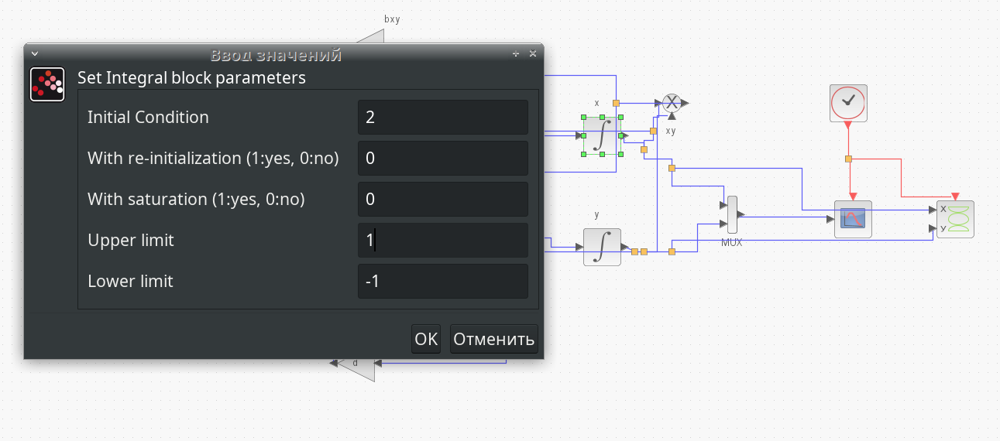 bxy
Ввод значений
Set Integral block parameters
Initial Condition 2
With re-initialization (1:yes, 0:no) 0
With saturation (1:yes, 0:no) 0
Upper limit 1
Lower limit -1
OK Отменить
x
X
xy
y
MUX
X
Y
d